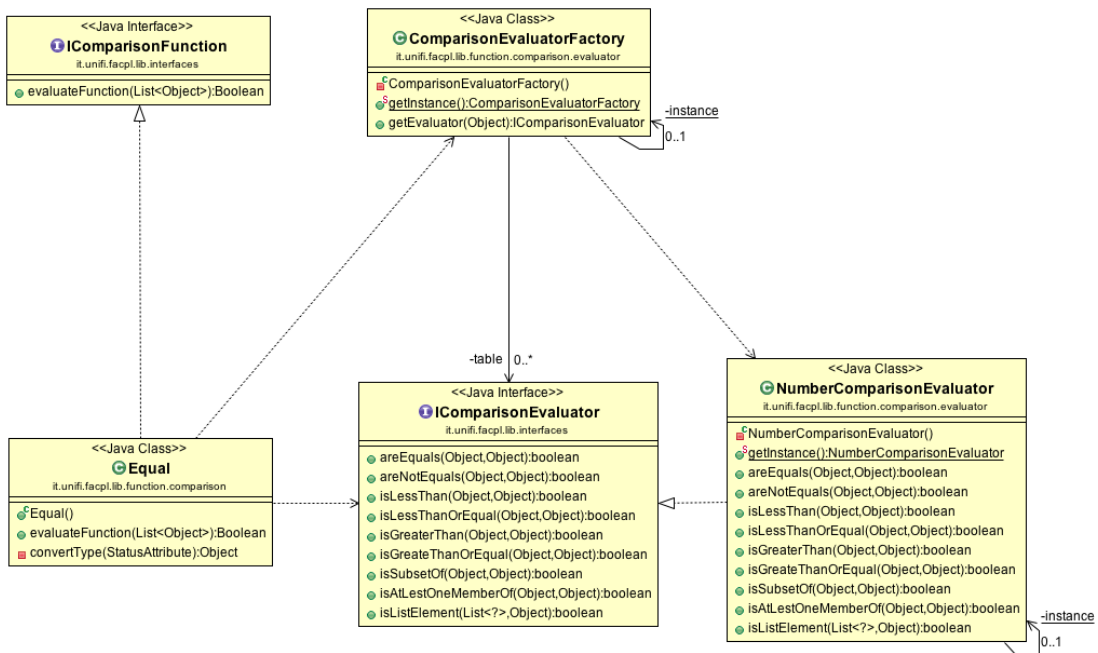 <<Java Interface>>
IComparisonFunction
it.unifi.facpl.lib.interfaces
evaluateFunction(List<Object>):Boolean
<<Java Class>>
ComparisonEvaluatorFactory
it.unifi.facpl.lib.function.comparison.evaluator
ComparisonEvaluatorFactory()
getInstance():ComparisonEvaluatorFactory
getEvaluator(Object):IComparisonEvaluator
-instance
0..1
-table 0..*
<<Java Class>>
Equal
it.unifi.facpl.lib.function.comparison
Equal()
evaluateFunction(List<Object>):Boolean
convertType(StatusAttribute):Object
<<Java Interface>>
IComparisonEvaluator
it.unifi.facpl.lib.interfaces
areEquals(Object,Object):boolean
areNotEquals(Object,Object):boolean
isLessThan(Object,Object):boolean
isLessThanOrEqual(Object,Object):boolean
isGreaterThan(Object,Object):boolean
isGreateThanOrEqual(Object,Object):boolean
isSubsetOf(Object,Object):boolean
isAtLestOneMemberOf(Object,Object):boolean
isListElement(List<?>,Object):boolean
<<Java Class>>
NumberComparisonEvaluator
it.unifi.facpl.lib.function.comparison.evaluator
NumberComparisonEvaluator()
getInstance():NumberComparisonEvaluator
areEquals(Object,Object):boolean
areNotEquals(Object,Object):boolean
isLessThan(Object,Object):boolean
isLessThanOrEqual(Object,Object):boolean
isGreaterThan(Object,Object):boolean
isGreateThanOrEqual(Object,Object):boolean
isSubsetOf(Object,Object):boolean
isAtLestOneMemberOf(Object,Object):boolean
isListElement(List<?>,Object):boolean
-instance
0..1